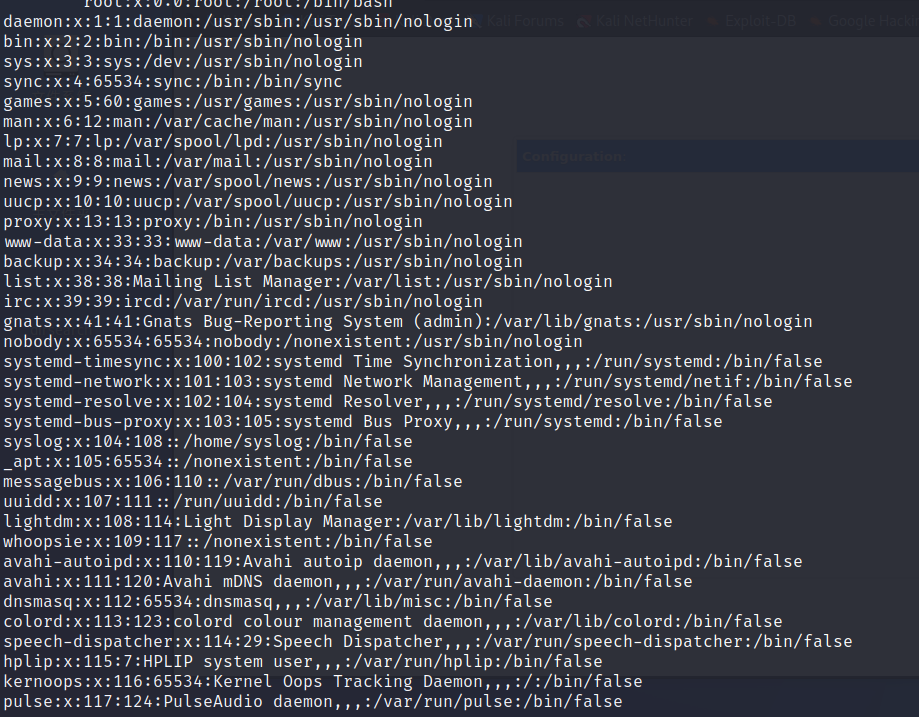 root:x:0:0:root:/root:/bin/bash
Kali Forums Kali NetHunter Exploit-DB Google Hackin
daemon:x:1:1:daemon:/usr/sbin:/usr/sbin/nologin
bin:x:2:2:bin:/bin:/usr/sbin/nologin
sys:x:3:3:sys:/dev:/usr/sbin/nologin
sync:x:4:65534:sync:/bin:/bin/sync
games:x:5:60:games:/usr/games:/usr/sbin/nologin
man:x:6:12:man:/var/cache/man:/usr/sbin/nologin
lp:x:7:7:lp:/var/spool/lpd:/usr/sbin/nologin
mail:x:8:8:mail:/var/mail:/usr/sbin/nologin
Configuration
news:x:9:9:news:/var/spool/news:/usr/sbin/nologin
uucp:x:10:10:uucp:/var/spool/uucp:/usr/sbin/nologin
proxy:x:13:13:proxy:/bin:/usr/sbin/nologin
www-data:x:33:33:www-data:/var/www:/usr/sbin/nologin
backup:x:34:34:backup:/var/backups:/usr/sbin/nologin
list:x:38:38:Mailing List Manager:/var/list:/usr/sbin/nologin
irc:x:39:39:ircd:/var/run/ircd:/usr/sbin/nologin
gnats:x:41:41:Gnats Bug-Reporting System (admin):/var/lib/gnats:/usr/sbin/nologin
nobody:x:65534:65534:nobody:/nonexistent:/usr/sbin/nologin
systemd-timesync:x:100:102:systemd Time Synchronization,,,:/run/systemd:/bin/false
systemd-network:x:101:103:systemd Network Management,,,:/run/systemd/netif:/bin/false
systemd-resolve:x:102:104:systemd Resolver,,,:/run/systemd/resolve:/bin/false
systemd-bus-proxy:x:103:105:systemd Bus Proxy,,,:/run/systemd:/bin/false
syslog:x:104:108::/home/syslog:/bin/false
_apt:x:105:65534::/nonexistent:/bin/false
messagebus:x:106:110::/var/run/dbus:/bin/false
uuidd:x:107:111::/run/uuidd:/bin/false
lightdm:x:108:114:Light Display Manager:/var/lib/lightdm:/bin/false
whoopsie:x:109:117::/nonexistent:/bin/false
avahi-autoipd:x:110:119:Avahi autoip daemon,,,:/var/lib/avahi-autoipd:/bin/false
avahi:x:111:120:Avahi mDNS daemon,,,:/var/run/avahi-daemon:/bin/false
dnsmasq:x:112:65534:dnsmasq,,,:/var/lib/misc:/bin/false
colord:x:113:123:colord colour management daemon,,,:/var/lib/colord:/bin/false
speech-dispatcher:x:114:29:Speech Dispatcher,,,:/var/run/speech-dispatcher:/bin/false
hplip:x:115:7:HPLIP system user,,,:/var/run/hplip:/bin/false
kernoops:x:116:65534:Kernel Oops Tracking Daemon,,,:/:/bin/false
pulse:x:117:124:PulseAudio daemon,,,:/var/run/pulse:/bin/false